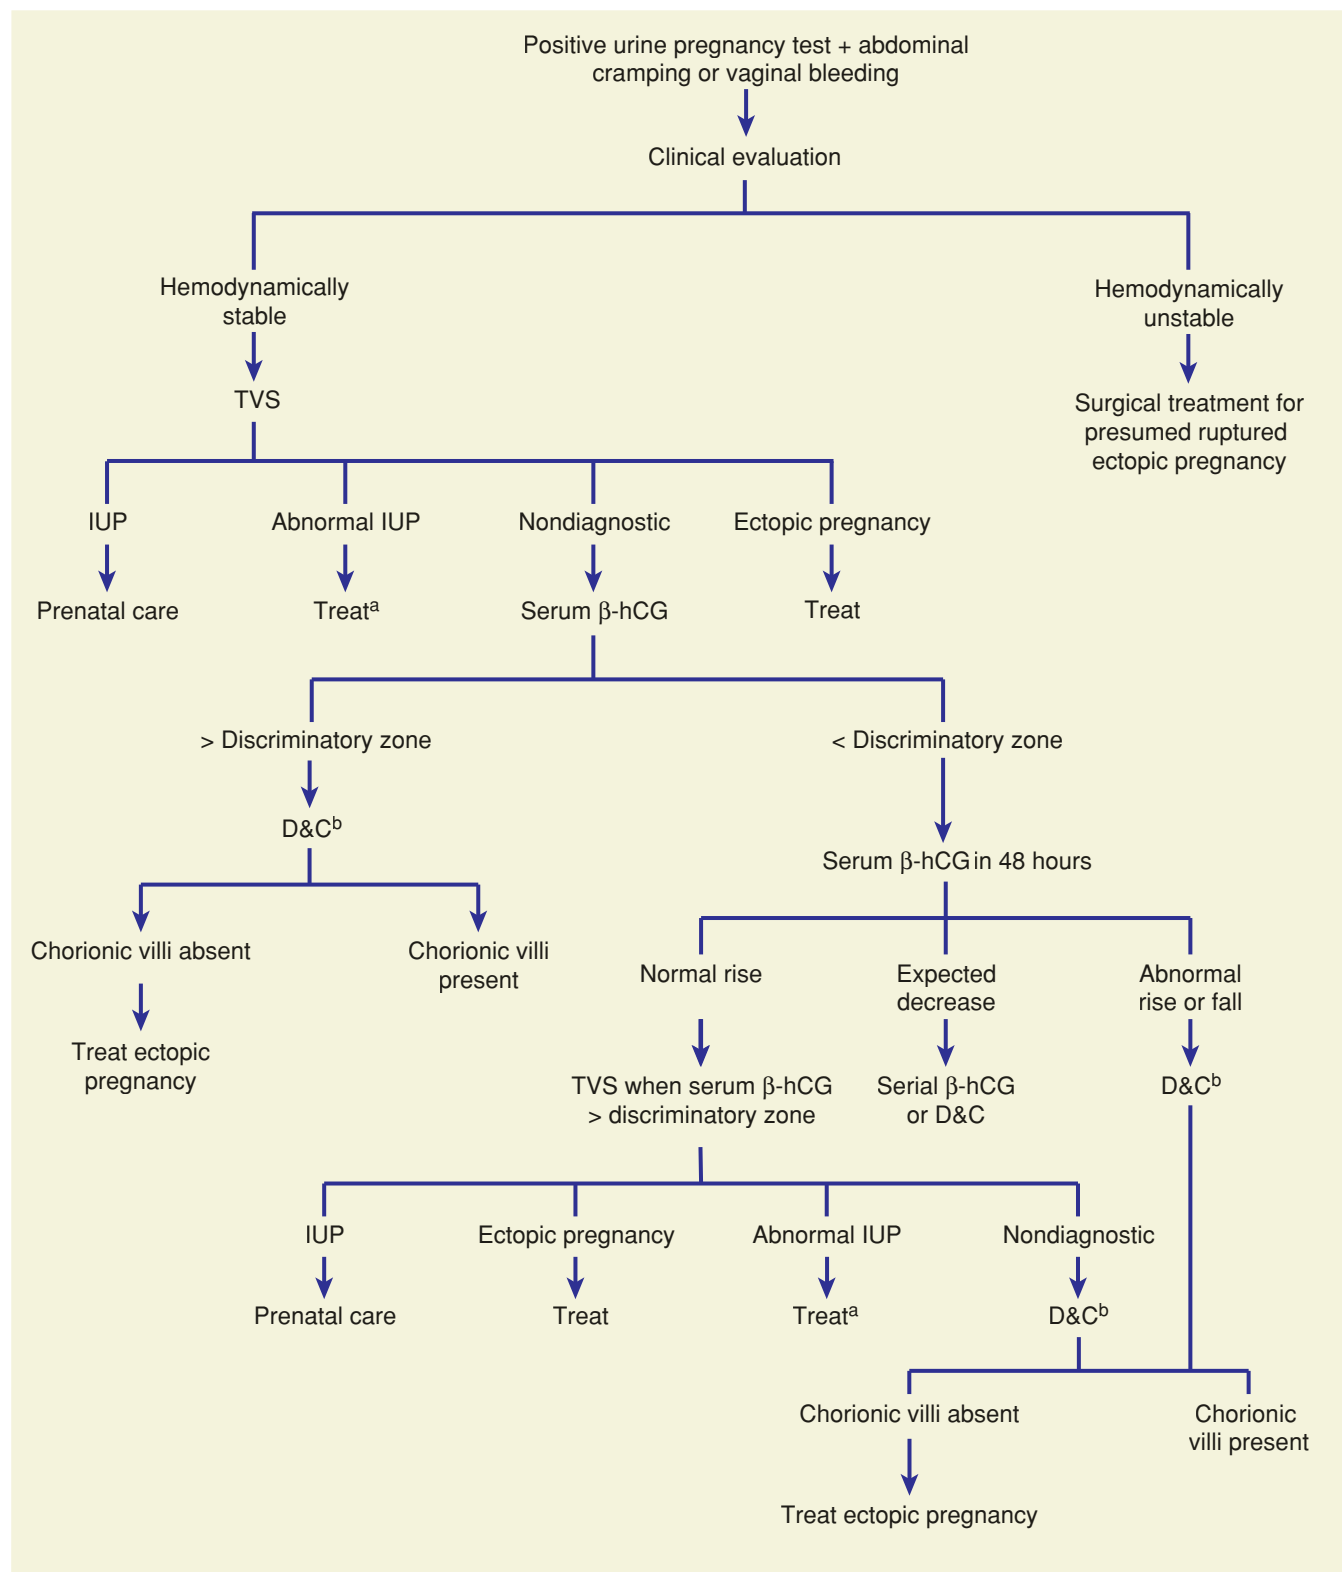 Positive urine pregnancy test + abdominal
cramping or vaginal bleeding
Clinical evaluation
Hemodynamically
stable
Hemodynamically
unstable
TVS
Surgical treatment for
presumed ruptured
ectopic pregnancy
IUP
Abnormal IUP
Nondiagnostic
Ectopic pregnancy
Prenatal care
Treatᵃ
Serum β-hCG
Treat
> Discriminatory zone
< Discriminatory zone
D&Cᵇ
Serum β-hCG in 48 hours
Chorionic villi absent
Chorionic villi
present
Normal rise
Expected
decrease
Abnormal
rise or fall
Treat ectopic
pregnancy
TVS when serum β-hCG
> discriminatory zone
Serial β-hCG
or D&C
D&Cᵇ
IUP
Ectopic pregnancy
Abnormal IUP
Nondiagnostic
Prenatal care
Treat
Treatᵃ
D&Cᵇ
Chorionic villi absent
Chorionic
villi present
Treat ectopic pregnancy